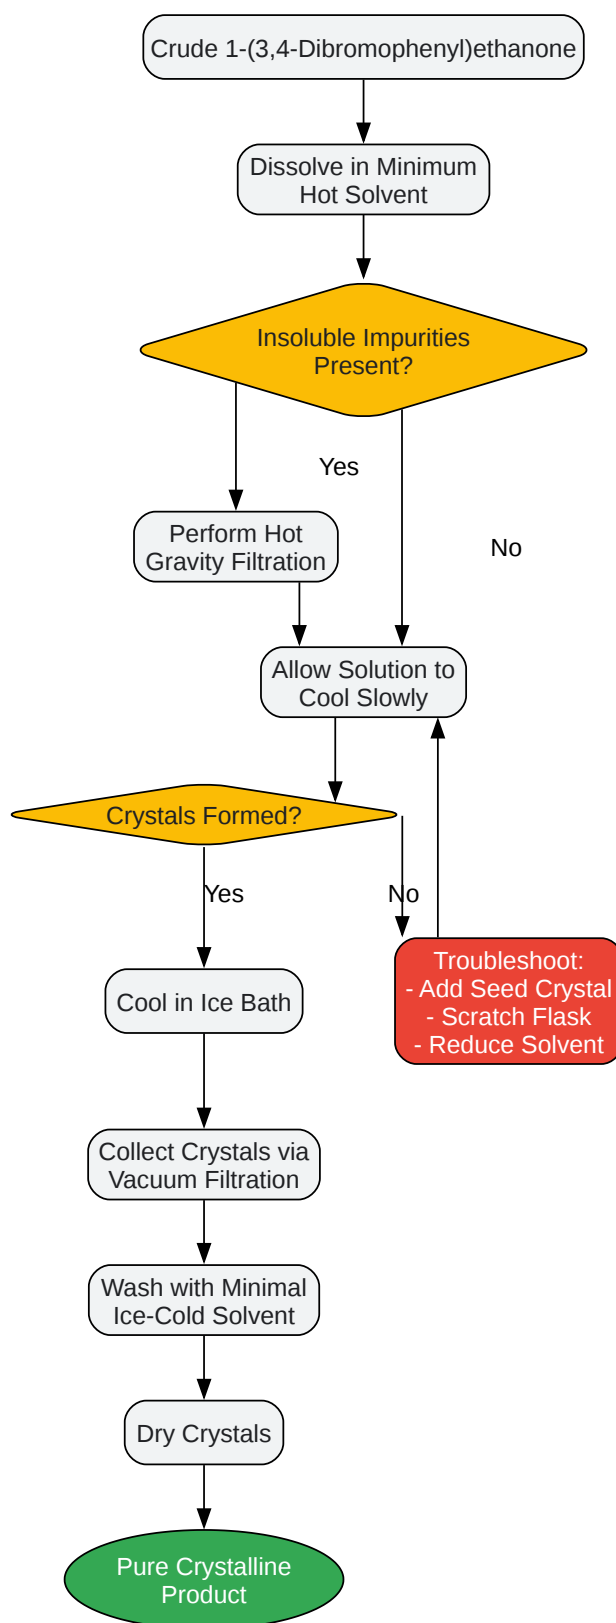 Crude 1-(3,4-Dibromophenyl)ethanone
Dissolve in Minimum
Hot Solvent
Insoluble Impurities
Present?
Yes
Perform Hot
Gravity Filtration
No
Allow Solution to
Cool Slowly
Crystals Formed?
Yes
No
Troubleshoot:
- Add Seed Crystal
- Scratch Flask
- Reduce Solvent
Cool in Ice Bath
Collect Crystals via
Vacuum Filtration
Wash with Minimal
Ice-Cold Solvent
Dry Crystals
Pure Crystalline
Product